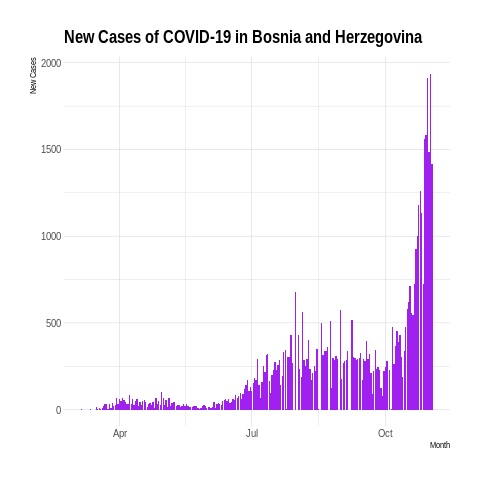 New Cases of COVID-19 in Bosnia and Herzegovina
New Cases
2000
1500
1000
500
0
Apr
Jul
Oct
Month